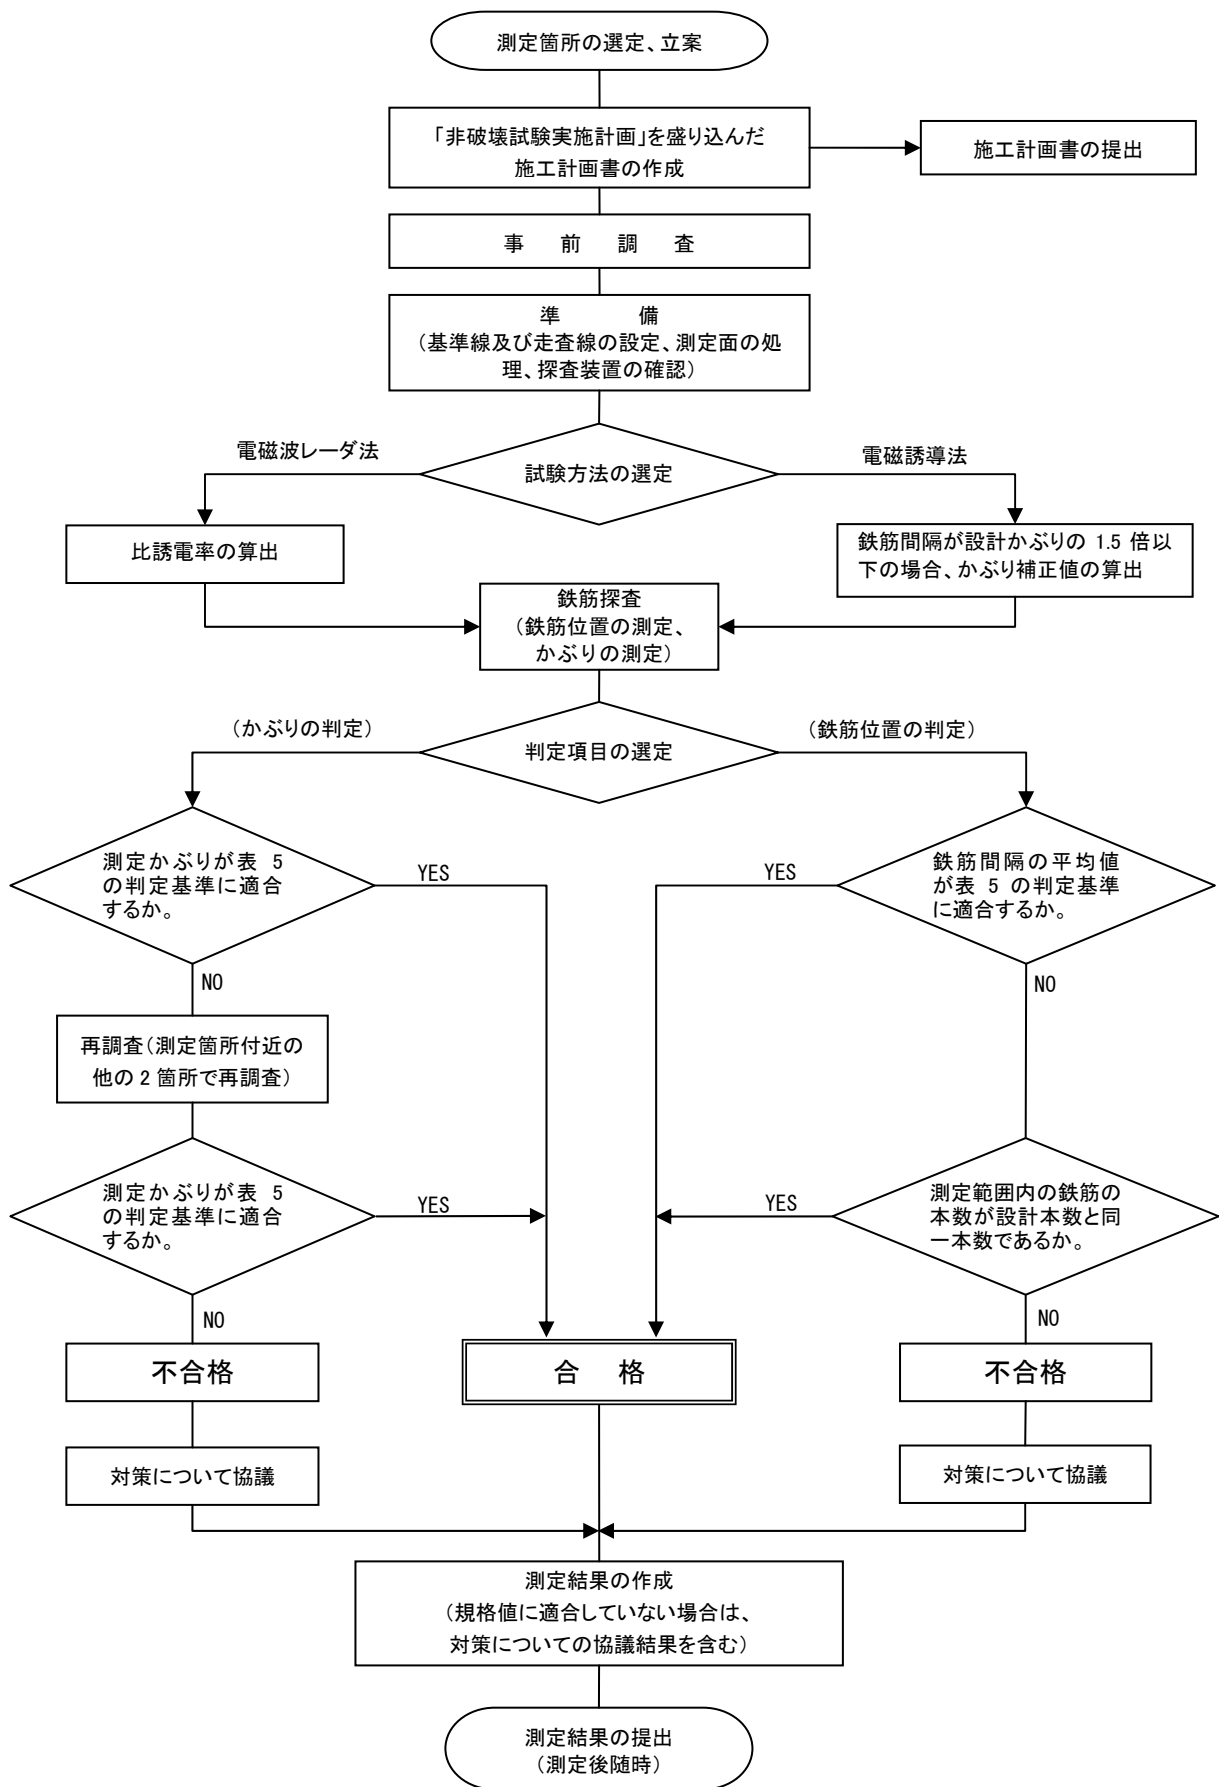 測定箇所の選定、立案
「非破壊試験実施計画」を盛り込んだ
施工計画書の作成
施工計画書の提出
事　前　調　査
準　　備
（基準線及び走査線の設定、測定面の処
理、探査装置の確認）
電磁波レーダ法
電磁誘導法
試験方法の選定
比誘電率の算出
鉄筋間隔が設計かぶりの 1.5 倍以
下の場合、かぶり補正値の算出
鉄筋探査
（鉄筋位置の測定、
かぶりの測定）
（かぶりの判定）
（鉄筋位置の判定）
判定項目の選定
測定かぶりが表 5
の判定基準に適合
するか。
YES
YES
鉄筋間隔の平均値
が表 5 の判定基準
に適合するか。
NO
NO
再調査（測定箇所付近の
他の 2 箇所で再調査）
測定かぶりが表 5
の判定基準に適合
するか。
YES
YES
測定範囲内の鉄筋の
本数が設計本数と同
一本数であるか。
NO
NO
不合格
合　格
不合格
対策について協議
対策について協議
測定結果の作成
（規格値に適合していない場合は、
対策についての協議結果を含む）
測定結果の提出
（測定後随時）